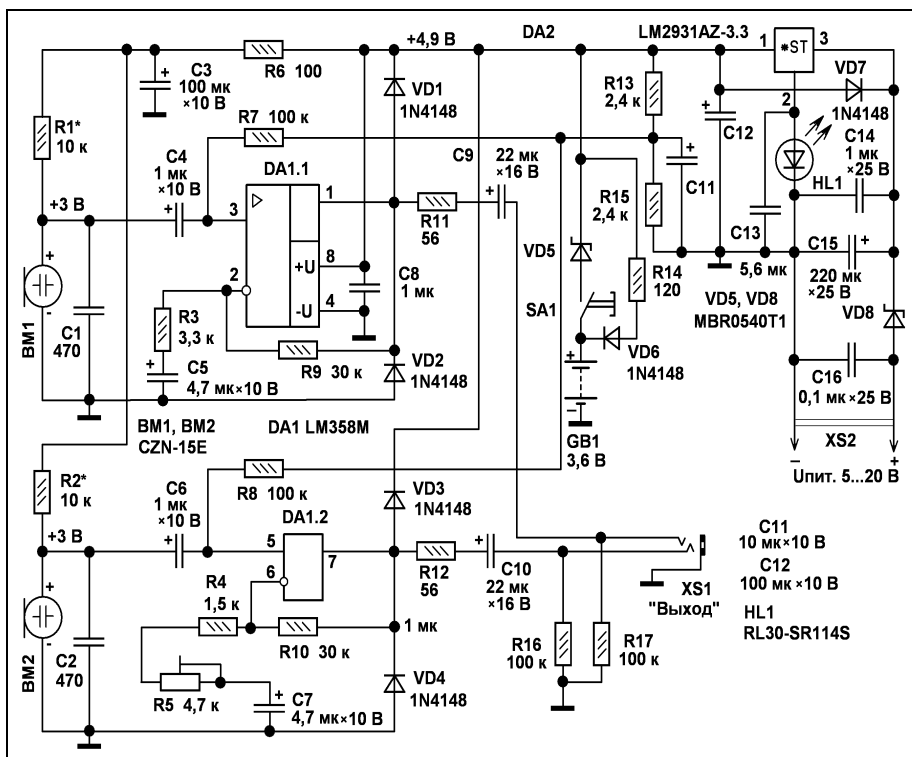 +4,9 В
DA2
LM2931AZ-3.3
1
*ST
3
2
R6 100
C3
100 мк
×10 В
VD1
1N4148
R13
2,4 к
VD7
1N4148
R1*
10 к
R7 100 к
C4
1 мк
×10 В
C9
22 мк
×16 В
C12
C14
1 мк
×25 В
HL1
DA1.1
3
1
R11
56
R15
2,4 к
C11
C13
5,6 мк
+3 В
+
-
BM1
C1
470
2
8
+U
4
-U
C8
1 мк
VD5
SA1
R14
120
C15
220 мк
×25 В
VD5, VD8
MBR0540T1
VD8
R3
3,3 к
C5
4,7 мк×10 В
R9 30 к
VD2
1N4148
VD6
1N4148
C16
0,1 мк×25 В
GB1
3,6 В
+
-
BM1, BM2
CZN-15E
DA1 LM358M
XS2
-
+
Uпит. 5...20 В
R2*
10 к
C6
1 мк
×10 В
R8 100 к
VD3
1N4148
DA1.2
5
6
7
+3 В
+
-
BM2
C2
470
R4
1,5 к
R12
56
C10
22 мк
×16 В
XS1
"Выход"
C11
10 мк×10 В
C12
100 мк×10 В
HL1
RL30-SR114S
R10 30 к
1 мк
R16
100 к
R17
100 к
R5 4,7 к
C7
4,7 мк×10 В
VD4
1N4148